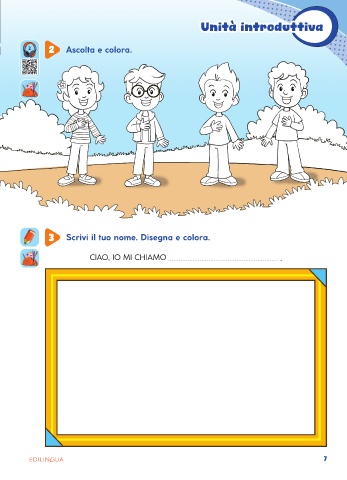 Unità introduttiva
2 Ascolta e colora.
3 Scrivi il tuo nome. Disegna e colora.
CIAO, IO MI CHIAMO .
EDILINGUA
7